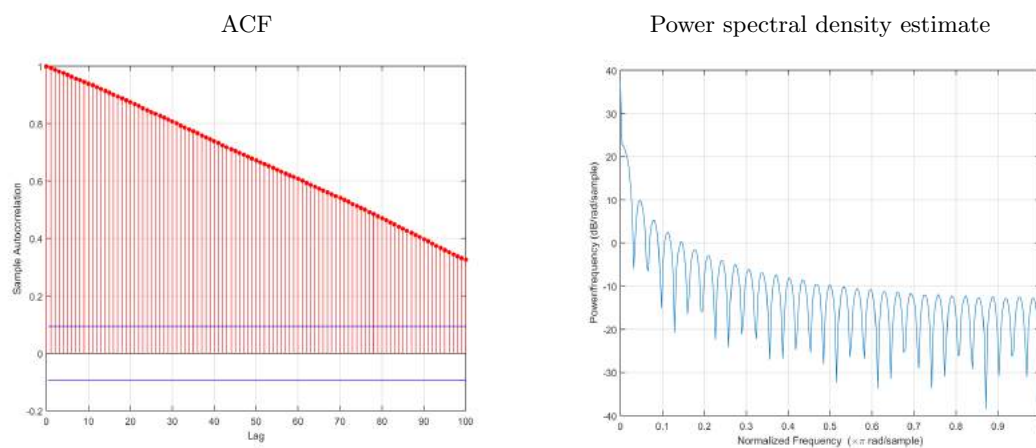 ACF
Power spectral density estimate
1
0.8
0.6
0.4
0.2
0
-0.2
Sample Autocorrelation
0 10 20 30 40 50 60 70 80 90 100
Lag
40
30
20
10
0
-10
-20
-30
-40
Power/frequency (dB/rad/sample)
0 0.1 0.2 0.3 0.4 0.5 0.6 0.7 0.8 0.9
Normalized Frequency (×π rad/sample)